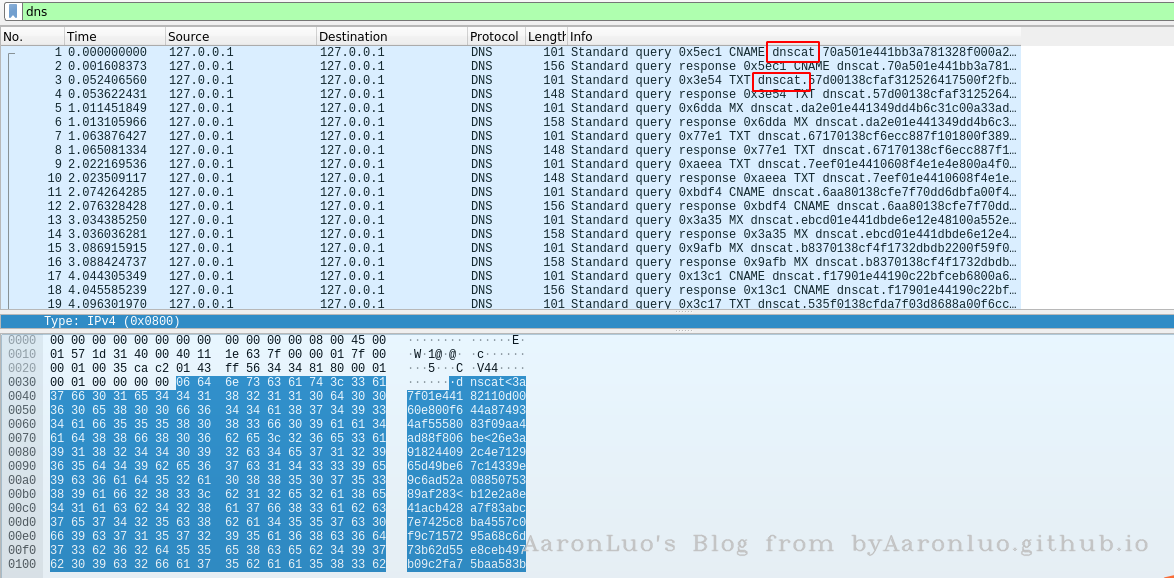 dns
No. Time Source Destination Protocol Length Info
1 0.000000000 127.0.0.1 127.0.0.1 DNS 101 Standard query 0x5ec1 CNAME dnscat.70a501e441bb3a781328f000a2…
2 0.001608373 127.0.0.1 127.0.0.1 DNS 156 Standard query response 0x5ec1 CNAME dnscat.70a501e441bb3a781…
3 0.052406560 127.0.0.1 127.0.0.1 DNS 101 Standard query 0x3e54 TXT dnscat.57d00138cfaf312526417500f2fb…
4 0.053622431 127.0.0.1 127.0.0.1 DNS 148 Standard query response 0x3e54 TXT dnscat.57d00138cfaf3125264…
5 1.011451849 127.0.0.1 127.0.0.1 DNS 101 Standard query 0x6dda MX dnscat.da2e01e441349dd4b6c31c00a33ad…
6 1.013105966 127.0.0.1 127.0.0.1 DNS 158 Standard query response 0x6dda MX dnscat.da2e01e441349dd4b6c3…
7 1.063876427 127.0.0.1 127.0.0.1 DNS 101 Standard query 0x77e1 TXT dnscat.67170138cf6ecc887f101800f389…
8 1.065081334 127.0.0.1 127.0.0.1 DNS 148 Standard query response 0x77e1 TXT dnscat.67170138cf6ecc887f1…
9 2.022169536 127.0.0.1 127.0.0.1 DNS 101 Standard query 0xaeea TXT dnscat.7eef01e4410608f4e1e4e800a4f0…
10 2.023509117 127.0.0.1 127.0.0.1 DNS 148 Standard query response 0xaeea TXT dnscat.7eef01e4410608f4e1e…
11 2.074264285 127.0.0.1 127.0.0.1 DNS 101 Standard query 0xbdf4 CNAME dnscat.6aa80138cfe7f70dd6dbfa00f4…
12 2.076328428 127.0.0.1 127.0.0.1 DNS 156 Standard query response 0xbdf4 CNAME dnscat.6aa80138cfe7f70dd…
13 3.034385250 127.0.0.1 127.0.0.1 DNS 101 Standard query 0x3a35 MX dnscat.ebcd01e441dbde6e12e48100a552e…
14 3.036036281 127.0.0.1 127.0.0.1 DNS 158 Standard query response 0x3a35 MX dnscat.ebcd01e441dbde6e12e4…
15 3.086915915 127.0.0.1 127.0.0.1 DNS 101 Standard query 0x9afb MX dnscat.b8370138cf4f1732dbdb2200f59f0…
16 3.088424737 127.0.0.1 127.0.0.1 DNS 158 Standard query response 0x9afb MX dnscat.b8370138cf4f1732dbdb…
17 4.044305349 127.0.0.1 127.0.0.1 DNS 101 Standard query 0x13c1 CNAME dnscat.f17901e44190c22bfceb6800a6…
18 4.045585239 127.0.0.1 127.0.0.1 DNS 156 Standard query response 0x13c1 CNAME dnscat.f17901e44190c22bf…
19 4.096301970 127.0.0.1 127.0.0.1 DNS 101 Standard query 0x3c17 TXT dnscat.535f0138cfda7f03d8688a00f6cc…
Type: IPv4 (0x0800)
0000 00 00 00 00 00 00 00 00 00 00 00 00 08 00 45 00 ········ ······E·
0010 01 57 1d 31 40 00 40 11 1e 63 7f 00 00 01 7f 00 ·W·1@·@· ·c······
0020 00 01 00 35 ca c2 01 43 ff 56 34 34 81 80 00 01 ···5···C ·V44····
0030 00 01 00 00 00 00 06 64 6e 73 63 61 74 3c 33 61 ·······d nscat<3a
0040 37 66 30 31 65 34 34 31 38 32 31 31 30 64 30 30 7f01e441 82110d00
0050 36 30 65 38 30 30 66 36 34 34 61 38 37 34 39 33 60e800f6 44a87493
0060 34 61 66 35 35 35 38 30 38 33 66 30 39 61 61 34 4af55580 83f09aa4
0070 61 64 38 38 66 38 30 36 62 65 3c 32 36 65 33 61 ad88f806 be<26e3a
0080 39 31 38 32 34 34 30 39 32 63 34 65 37 31 32 39 91824409 2c4e7129
0090 36 35 64 34 39 62 65 36 37 63 31 34 33 33 39 65 65d49be6 7c14339e
00a0 39 63 36 61 64 35 32 61 30 38 38 35 30 37 35 33 9c6ad52a 08850753
00b0 38 39 61 66 32 38 33 3c 62 31 32 65 32 61 38 65 89af283< b12e2a8e
00c0 34 31 61 63 62 34 32 38 61 37 66 38 33 61 62 63 41acb428 a7f83abc
00d0 37 65 37 34 32 35 63 38 62 61 34 35 35 37 63 30 7e7425c8 ba4557c0
00e0 66 39 63 37 31 35 37 32 39 35 61 36 38 63 36 64 f9c71572 95a68c6d
00f0 37 33 62 36 32 64 35 35 65 38 63 65 62 34 39 37 73b62d55 e8ceb497
0100 62 30 39 63 32 66 61 37 35 62 61 61 35 38 33 62 b09c2fa7 5baa583b
AaronLuo's Blog from byAaronluo.github.io